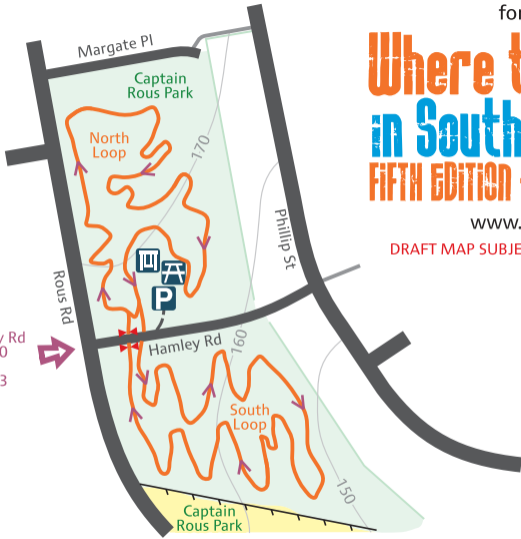 for
Where t
in South
FIFTH EDITION -
www.
DRAFT MAP SUBJE
Margate Pl
Captain
Rous Park
North
Loop
170
Phillip St
Rous Rd
P
y Rd
0
3
Hamley Rd
160
South
Loop
150
Captain
Rous Park